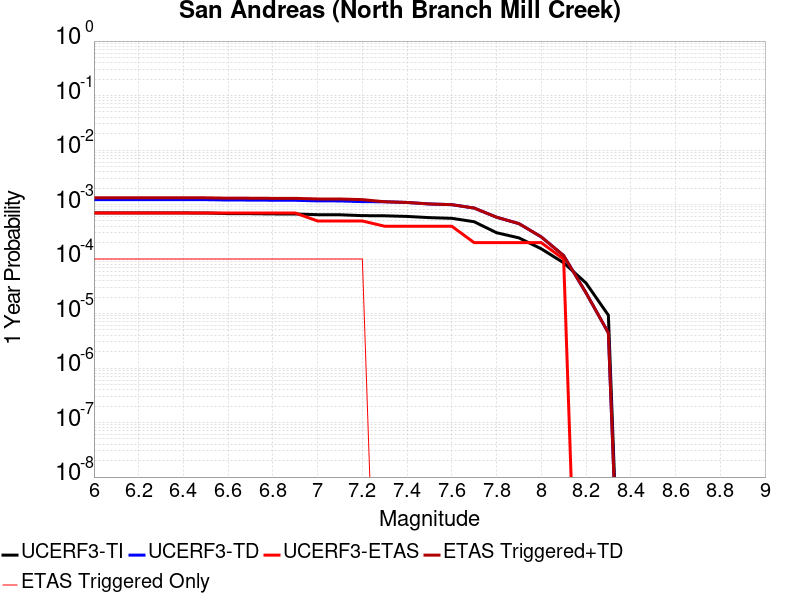 San Andreas (North Branch Mill Creek)
10 0
10 -1
10 -2
10 -3
10 -4
10 -5
10 -6
10 -7
10 -8
1 Year Probability
6 6.2 6.4 6.6 6.8 7 7.2 7.4 7.6 7.8 8 8.2 8.4 8.6 8.8 9
Magnitude
UCERF3-TI UCERF3-TD UCERF3-ETAS ETAS Triggered+TD
ETAS Triggered Only